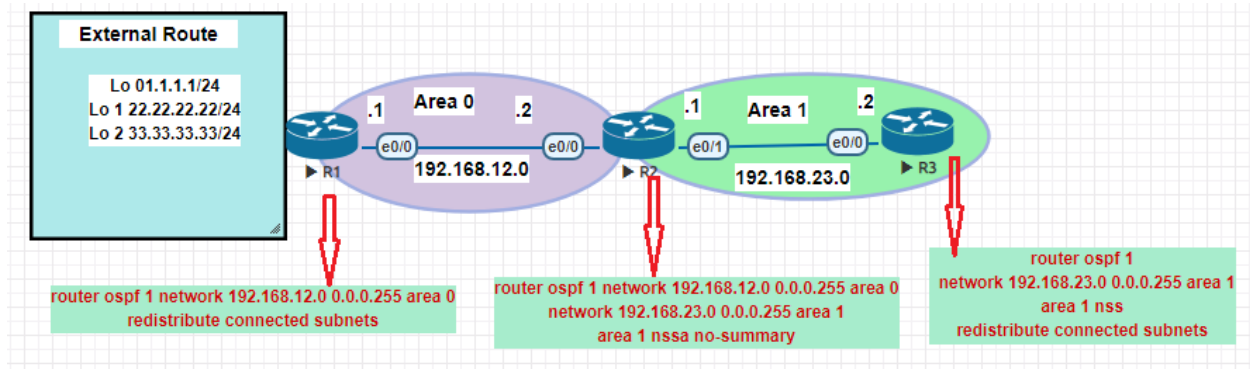 External Route
Lo 01.1.1.1/24
Lo 1 22.22.22.22/24
Lo 2 33.33.33.33/24
.1
Area 0
.2
e0/0
e0/0
192.168.12.0
R1
R2
.1
Area 1
.2
e0/1
e0/0
192.168.23.0
R3
router ospf 1 network 192.168.12.0 0.0.0.255 area 0
redistribute connected subnets
router ospf 1 network 192.168.12.0 0.0.0.255 area 0
network 192.168.23.0 0.0.0.255 area 1
area 1 nssa no-summary
router ospf 1
network 192.168.23.0 0.0.0.255 area 1
area 1 nss
redistribute connected subnets